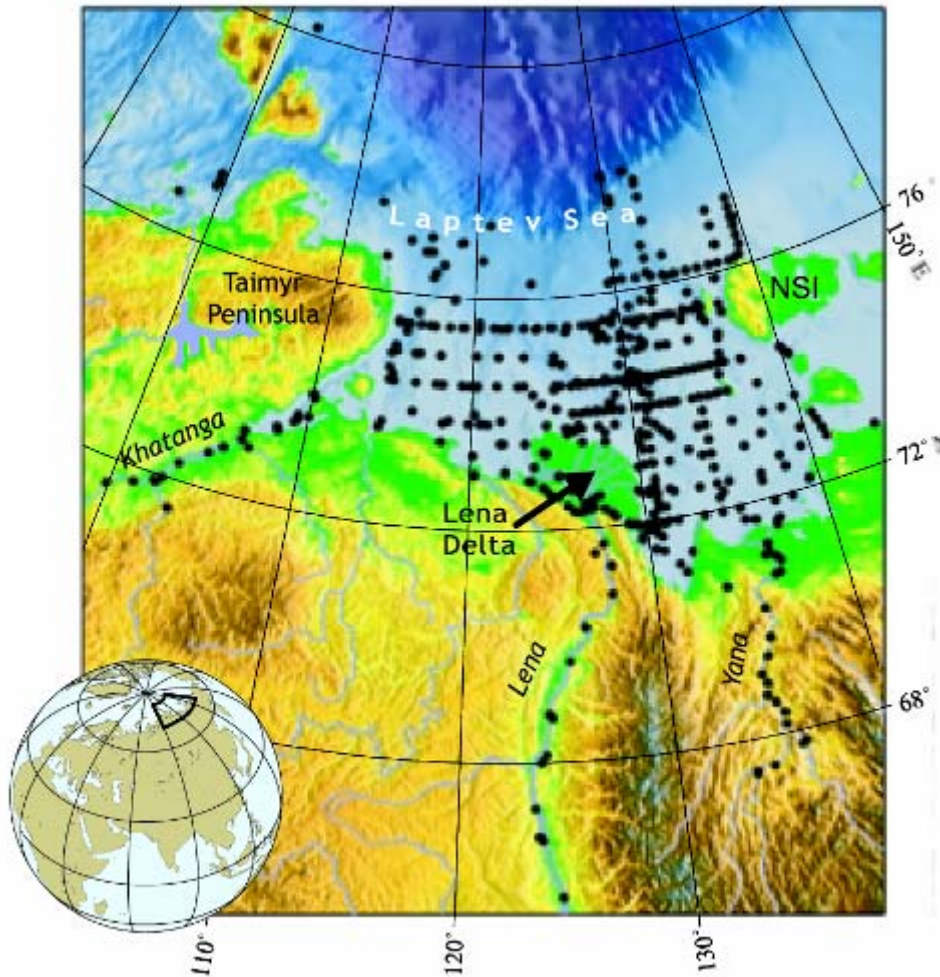 Laptev Sea
76°
150° E
Taimyr
Peninsula
NSI
Khatanga
72°
Lena
Delta
Lena
Yana
68°
110°
120°
130°